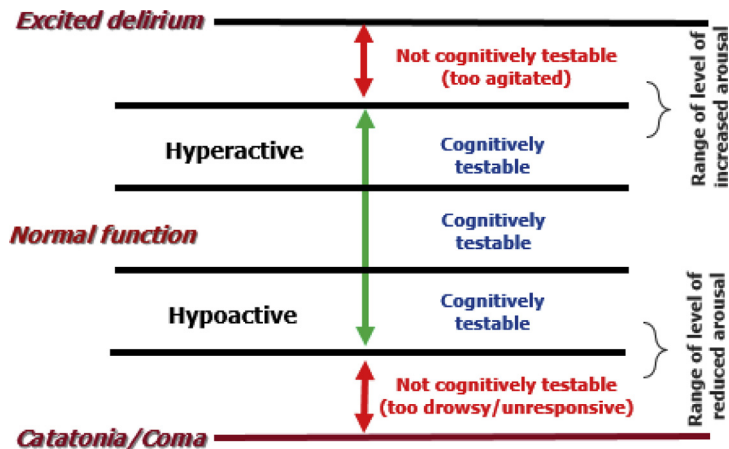 Excited delirium
Not cognitively testable
(too agitated)
Range of level of
increased arousal
Hyperactive
Cognitively
testable
Normal function
Cognitively
testable
Hypoactive
Cognitively
testable
Range of level of
reduced arousal
Not cognitively testable
(too drowsy/unresponsive)
Catatonia/Coma